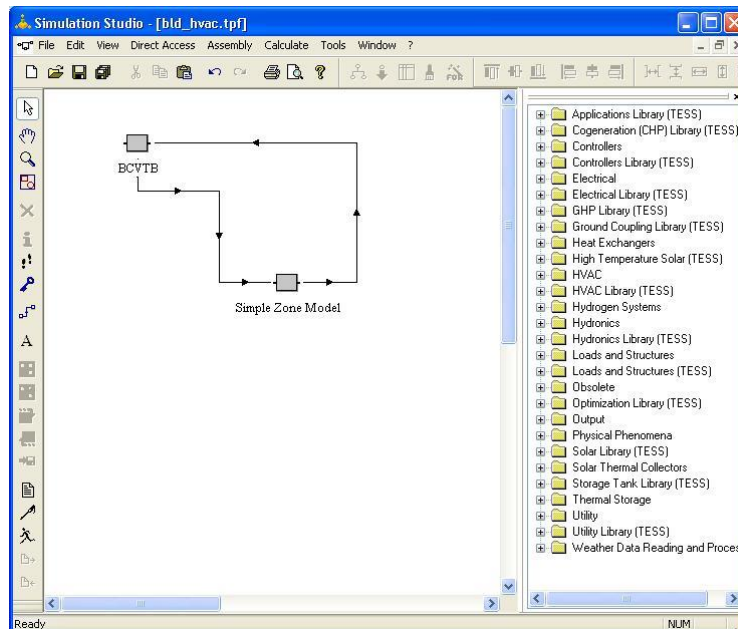 Simulation Studio - [bld_hvac.tpf]
File Edit View Direct Access Assembly Calculate Tools Window ?
BCVTB
Simple Zone Model
A
Applications Library (TESS)
Cogeneration (CHP) Library (TESS)
Controllers
Controllers Library (TESS)
Electrical
Electrical Library (TESS)
GHP Library (TESS)
Ground Coupling Library (TESS)
Heat Exchangers
High Temperature Solar (TESS)
HVAC
HVAC Library (TESS)
Hydrogen Systems
Hydronics
Hydronics Library (TESS)
Loads and Structures
Loads and Structures (TESS)
Obsolete
Optimization Library (TESS)
Output
Physical Phenomena
Solar Library (TESS)
Solar Thermal Collectors
Storage Tank Library (TESS)
Thermal Storage
Utility
Utility Library (TESS)
Weather Data Reading and Proces
Ready
NUM